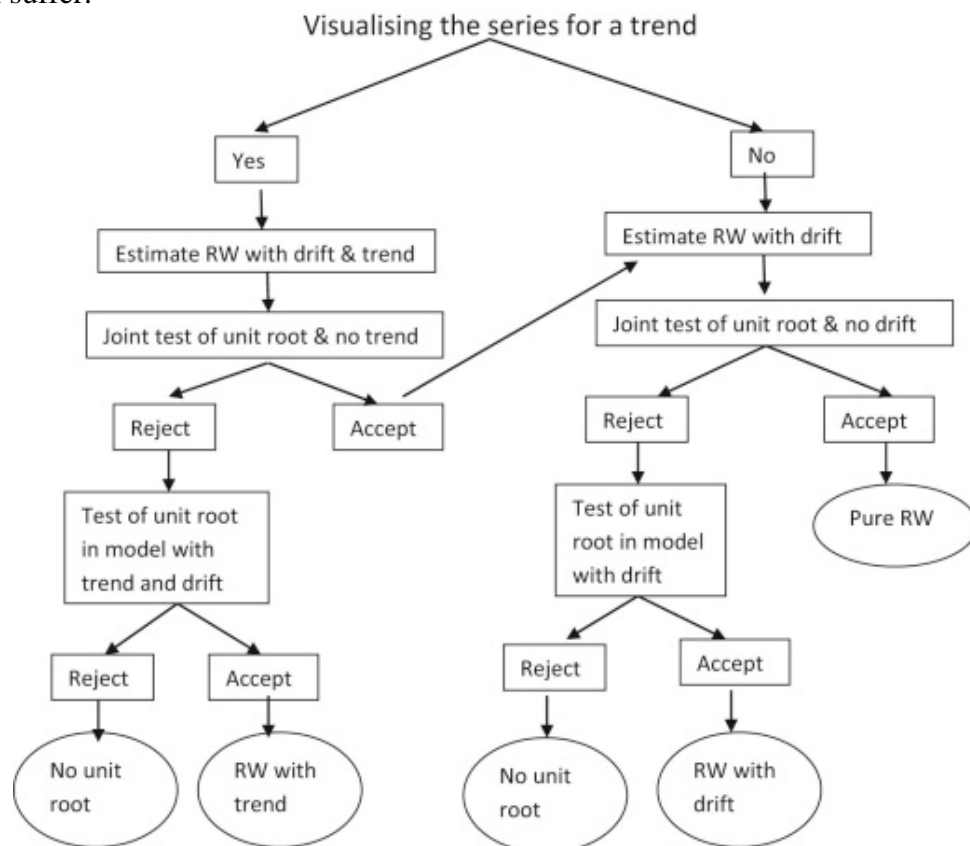 suffer.
Visualising the series for a trend
Yes
No
Estimate RW with drift & trend
Estimate RW with drift
Joint test of unit root & no trend
Joint test of unit root & no drift
Reject
Accept
Reject
Accept
Test of unit root
in model with
trend and drift
Test of unit
root in model
with drift
Pure RW
Reject
Accept
Reject
Accept
No unit
root
RW with
trend
No unit
root
RW with
drift